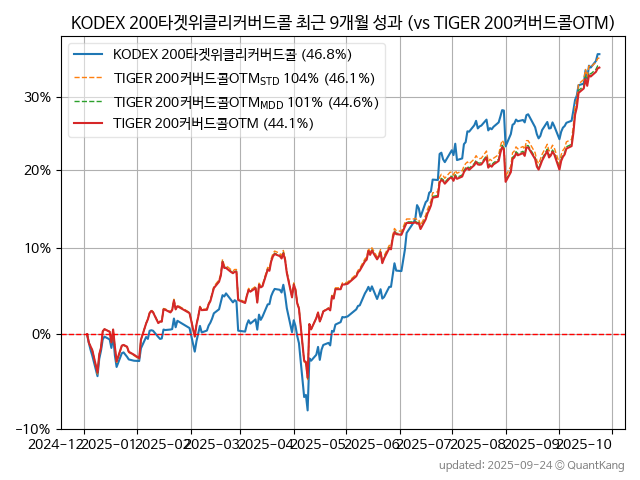 KODEX 200타겟위클리커버드콜 최근 9개월 성과 (vs TIGER 200커버드콜OTM)
KODEX 200타겟위클리커버드콜 (46.8%)
TIGER 200커버드콜OTM_STD 104% (46.1%)
TIGER 200커버드콜OTM_MDD 101% (44.6%)
TIGER 200커버드콜OTM (44.1%)
30%
20%
10%
0%
-10%
2024-12 2025-01 2025-02 2025-03 2025-04 2025-05 2025-06 2025-07 2025-08 2025-09 2025-10
updated: 2025-09-24 © QuantKang